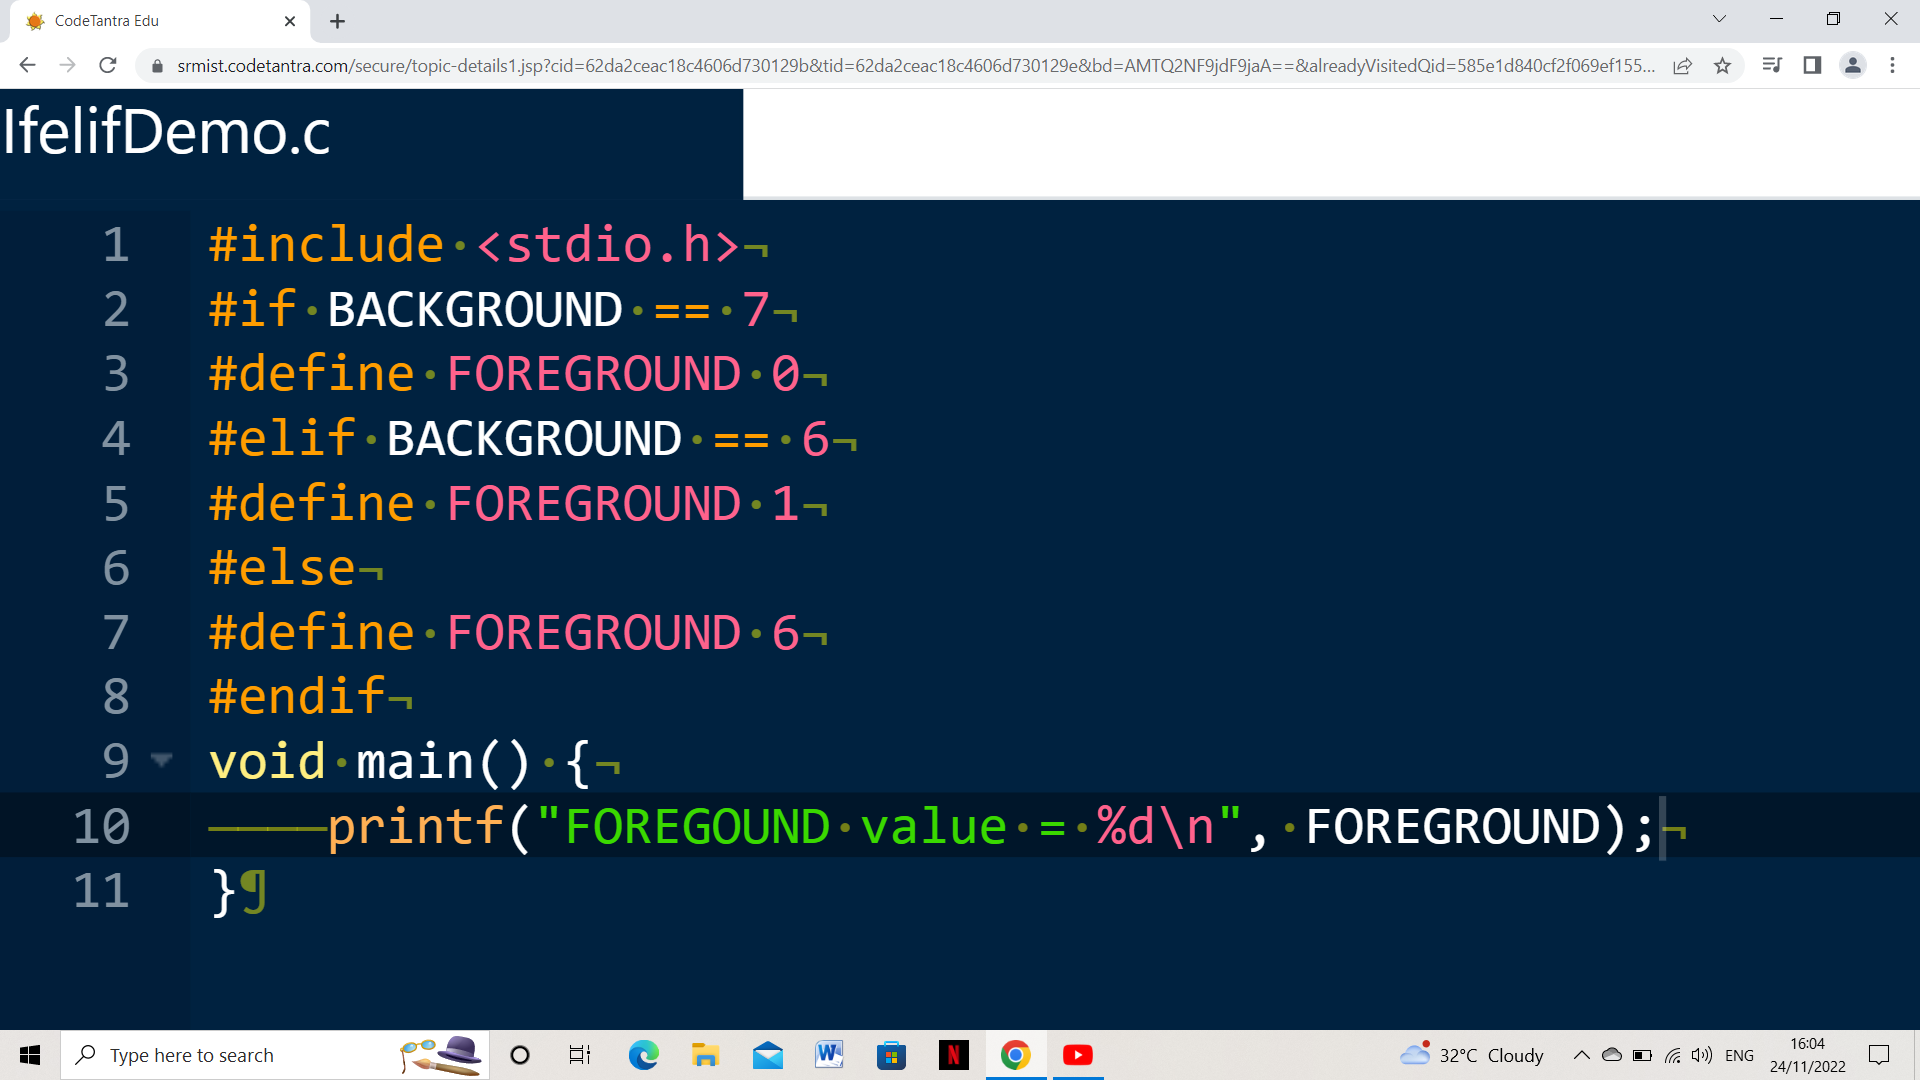 CodeTantra Edu
srmist.codetantra.com/secure/topic-details1.jsp?cid=62da2ceac18c4606d730129b&tid=62da2ceac18c4606d730129e&bd=AMTQ2NF9jdF9jaA==&alreadyVisitedQid=585e1d840cf2f069ef155...
IfelifDemo.c
1 #include <stdio.h>
2 #if BACKGROUND == 7
3 #define FOREGROUND 0
4 #elif BACKGROUND == 6
5 #define FOREGROUND 1
6 #else
7 #define FOREGROUND 6
8 #endif
9 void main() {
10 printf("FOREGOUND value = %d\n", FOREGROUND);
11 }
Type here to search
32°C Cloudy
ENG
16:04
24/11/2022